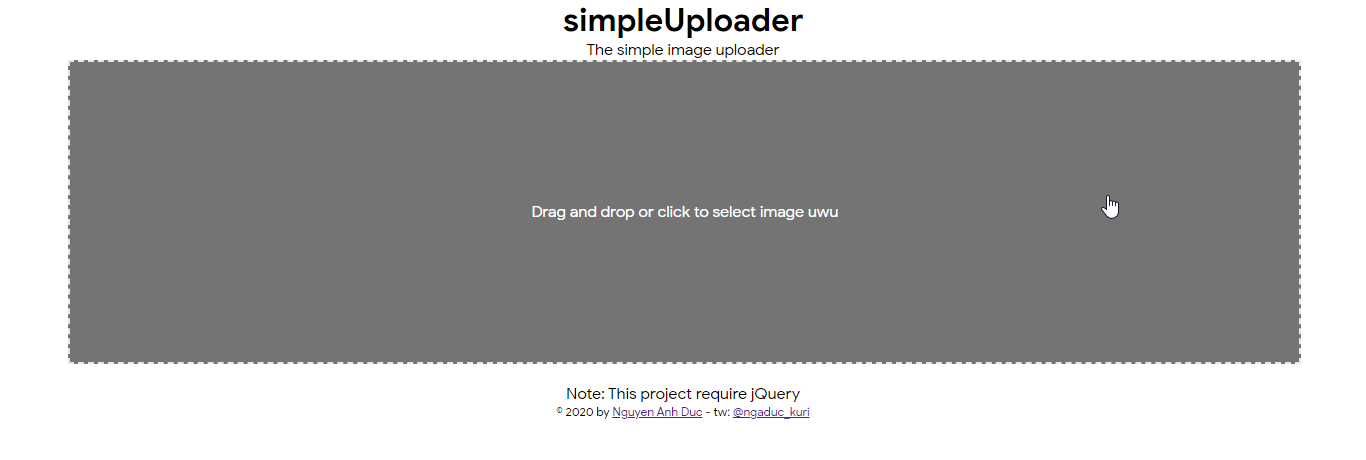 simpleUploader
The simple image uploader
Drag and drop or click to select image uwu
Note: This project require jQuery
© 2020 by Nguyen Anh Duc - tw: @ngaduc_kuri